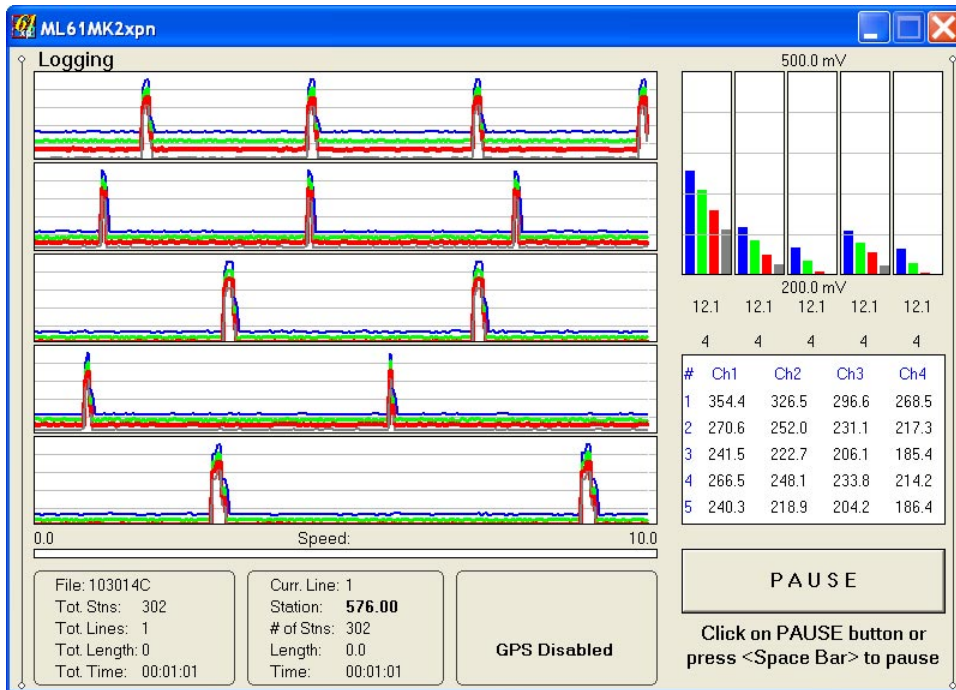 61
xp
ML61MK2xpn
Logging
500.0 mV
200.0 mV
12.1 12.1 12.1 12.1 12.1
4 4 4 4 4
# Ch1 Ch2 Ch3 Ch4
1 354.4 326.5 296.6 268.5
2 270.6 252.0 231.1 217.3
3 241.5 222.7 206.1 185.4
4 266.5 248.1 233.8 214.2
5 240.3 218.9 204.2 186.4
0.0 Speed: 10.0
File: 103014C
Tot. Stns: 302
Tot. Lines: 1
Tot. Length: 0
Tot. Time: 00:01:01
Curr. Line: 1
Station: 576.00
# of Stns: 302
Length: 0.0
Time: 00:01:01
GPS Disabled
PAUSE
Click on PAUSE button or
press <Space Bar> to pause